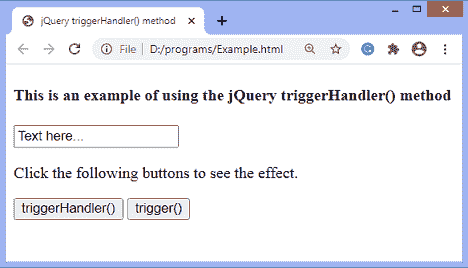 jQuery triggerHandler() method
File | D:/programs/Example.html
This is an example of using the jQuery triggerHandler() method
Text here...
Click the following buttons to see the effect.
triggerHandler() trigger()